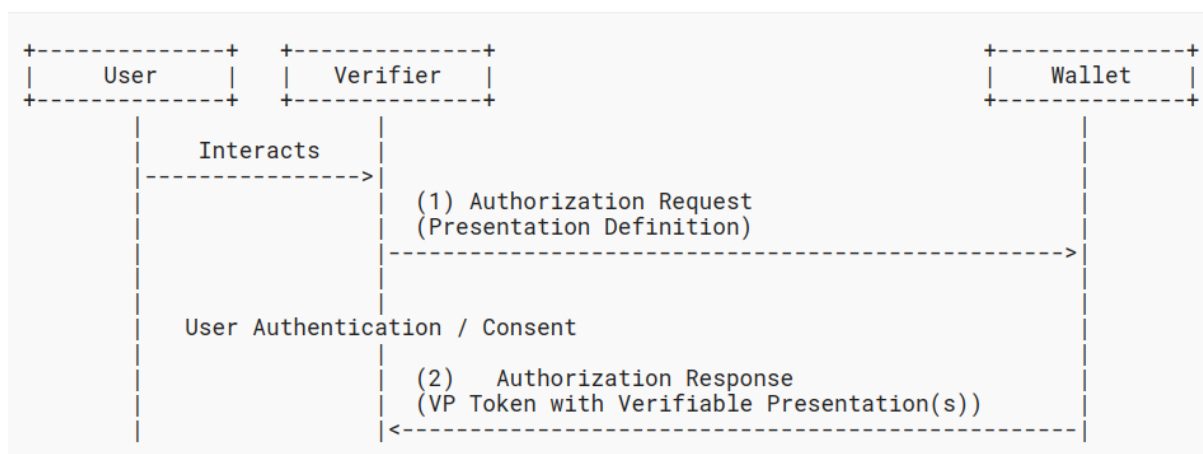 User Verifier Wallet
Interacts
(1) Authorization Request
(Presentation Definition)
User Authentication / Consent
(2) Authorization Response
(VP Token with Verifiable Presentation(s))